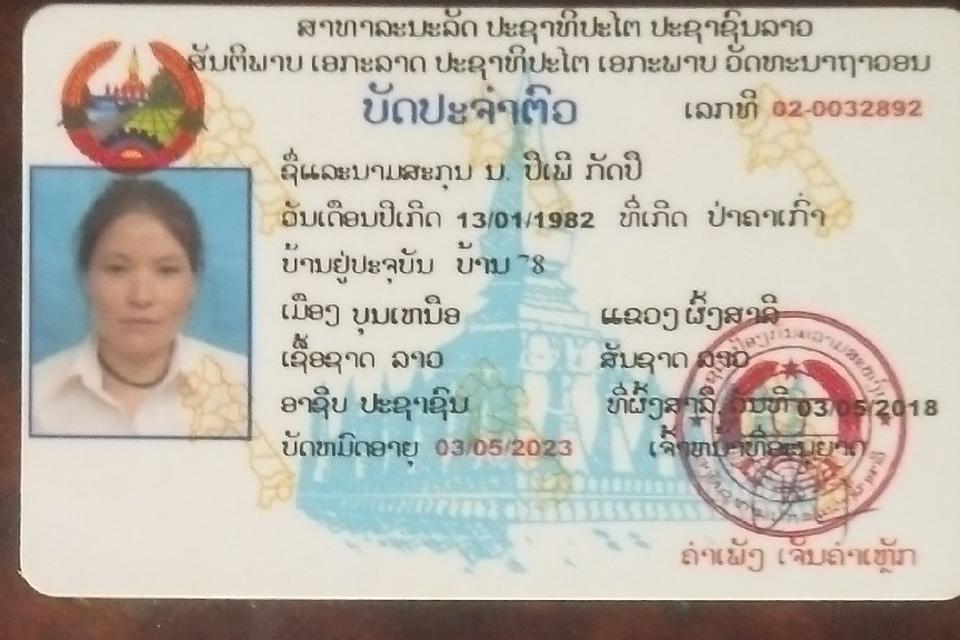 ສາທາລະນະລັດ ປະຊາທິປະໄຕ ປະຊາຊົນລາວ
ສັນຕິພາບ ເອກະລາດ ປະຊາທິປະໄຕ ເອກະພາບ ວັດທະນາຖາວອນ
ບັດປະຈຳຕົວ ເລກທີ 02-0032892
ຊື່ແລະນາມສະກຸນ ນ. ປີເພີ ກັດປີ
ວັນເດືອນປີເກີດ 13/01/1982 ທີ່ເກີດ ປ່າຄາເກົ່າ
ບ້ານຢູ່ປະຈຸບັນ ບ້ານ 78
ເມືອງ ບຸນເຫນືອ ແຂວງ ຜົ້ງສາລີ
ເຊື້ອຊາດ ລາວ ສັນຊາດ ລາວ
ອາຊີບ ປະຊາຊົນ ທີ່ຜົ້ງສາລີ, ວັນທີ 03/05/2018
ບັດຫມົດອາຍຸ 03/05/2023 ເຈົ້າຫນ້າທີ່ອະນຸຍາດ
ຄຳເພັງ ເຈັນຄຳເຫຼັກ